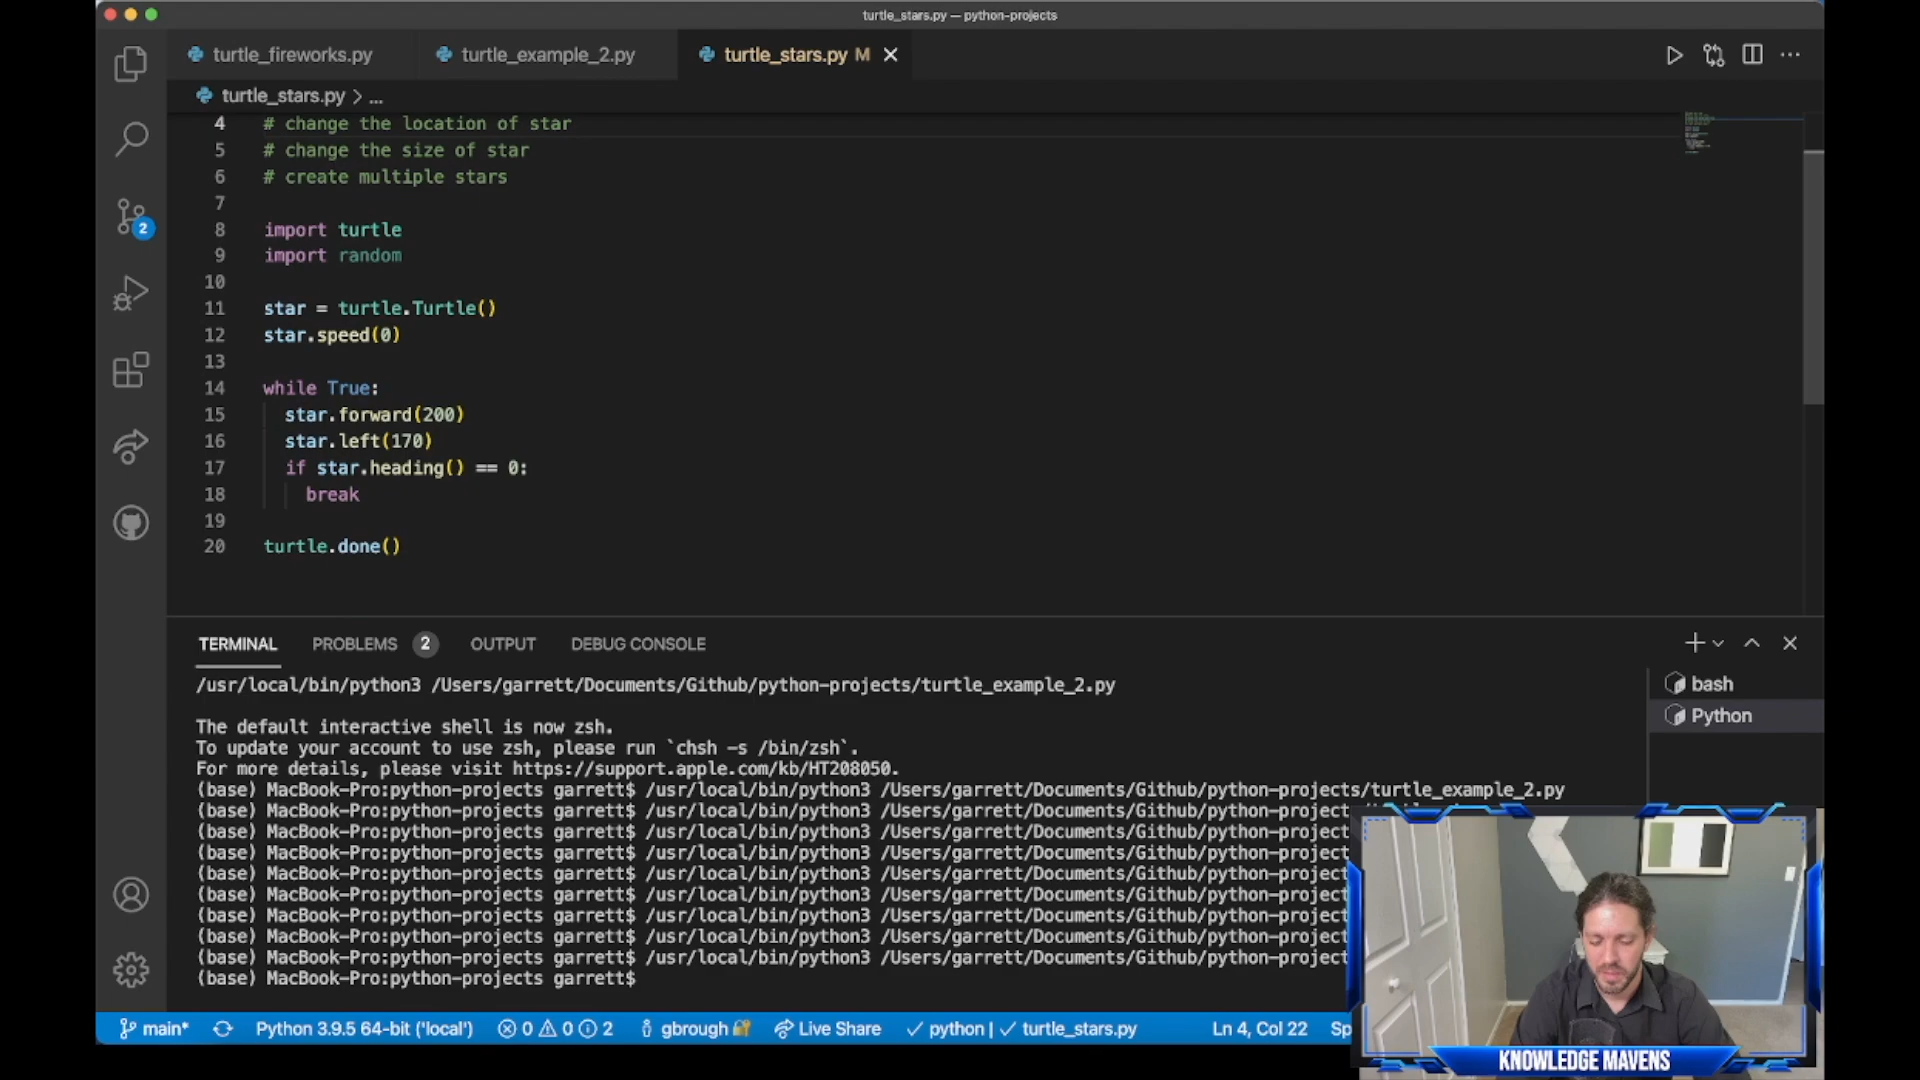 turtle_stars.py — python-projects
turtle_fireworks.py turtle_example_2.py turtle_stars.py M
turtle_stars.py > ...
4 # change the location of star
5 # change the size of star
6 # create multiple stars
7
8 import turtle
9 import random
10
11 star = turtle.Turtle()
12 star.speed(0)
13
14 while True:
15 star.forward(200)
16 star.left(170)
17 if star.heading() == 0:
18 break
19
20 turtle.done()
2
TERMINAL PROBLEMS 2 OUTPUT DEBUG CONSOLE
bash
Python
/usr/local/bin/python3 /Users/garrett/Documents/Github/python-projects/turtle_example_2.py
The default interactive shell is now zsh.
To update your account to use zsh, please run `chsh -s /bin/zsh`.
For more details, please visit https://support.apple.com/kb/HT208050.
(base) MacBook-Pro:python-projects garrett$ /usr/local/bin/python3 /Users/garrett/Documents/Github/python-projects/turtle_example_2.py
(base) MacBook-Pro:python-projects garrett$ /usr/local/bin/python3 /Users/garrett/Documents/Github/python-project
(base) MacBook-Pro:python-projects garrett$ /usr/local/bin/python3 /Users/garrett/Documents/Github/python-project
(base) MacBook-Pro:python-projects garrett$ /usr/local/bin/python3 /Users/garrett/Documents/Github/python-project
(base) MacBook-Pro:python-projects garrett$ /usr/local/bin/python3 /Users/garrett/Documents/Github/python-project
(base) MacBook-Pro:python-projects garrett$ /usr/local/bin/python3 /Users/garrett/Documents/Github/python-project
(base) MacBook-Pro:python-projects garrett$ /usr/local/bin/python3 /Users/garrett/Documents/Github/python-project
(base) MacBook-Pro:python-projects garrett$ /usr/local/bin/python3 /Users/garrett/Documents/Github/python-project
(base) MacBook-Pro:python-projects garrett$ /usr/local/bin/python3 /Users/garrett/Documents/Github/python-project
(base) MacBook-Pro:python-projects garrett$
main* Python 3.9.5 64-bit ('local') 0 0 2 gbrough Live Share python | turtle_stars.py Ln 4, Col 22 Sp
KNOWLEDGE MAVENS